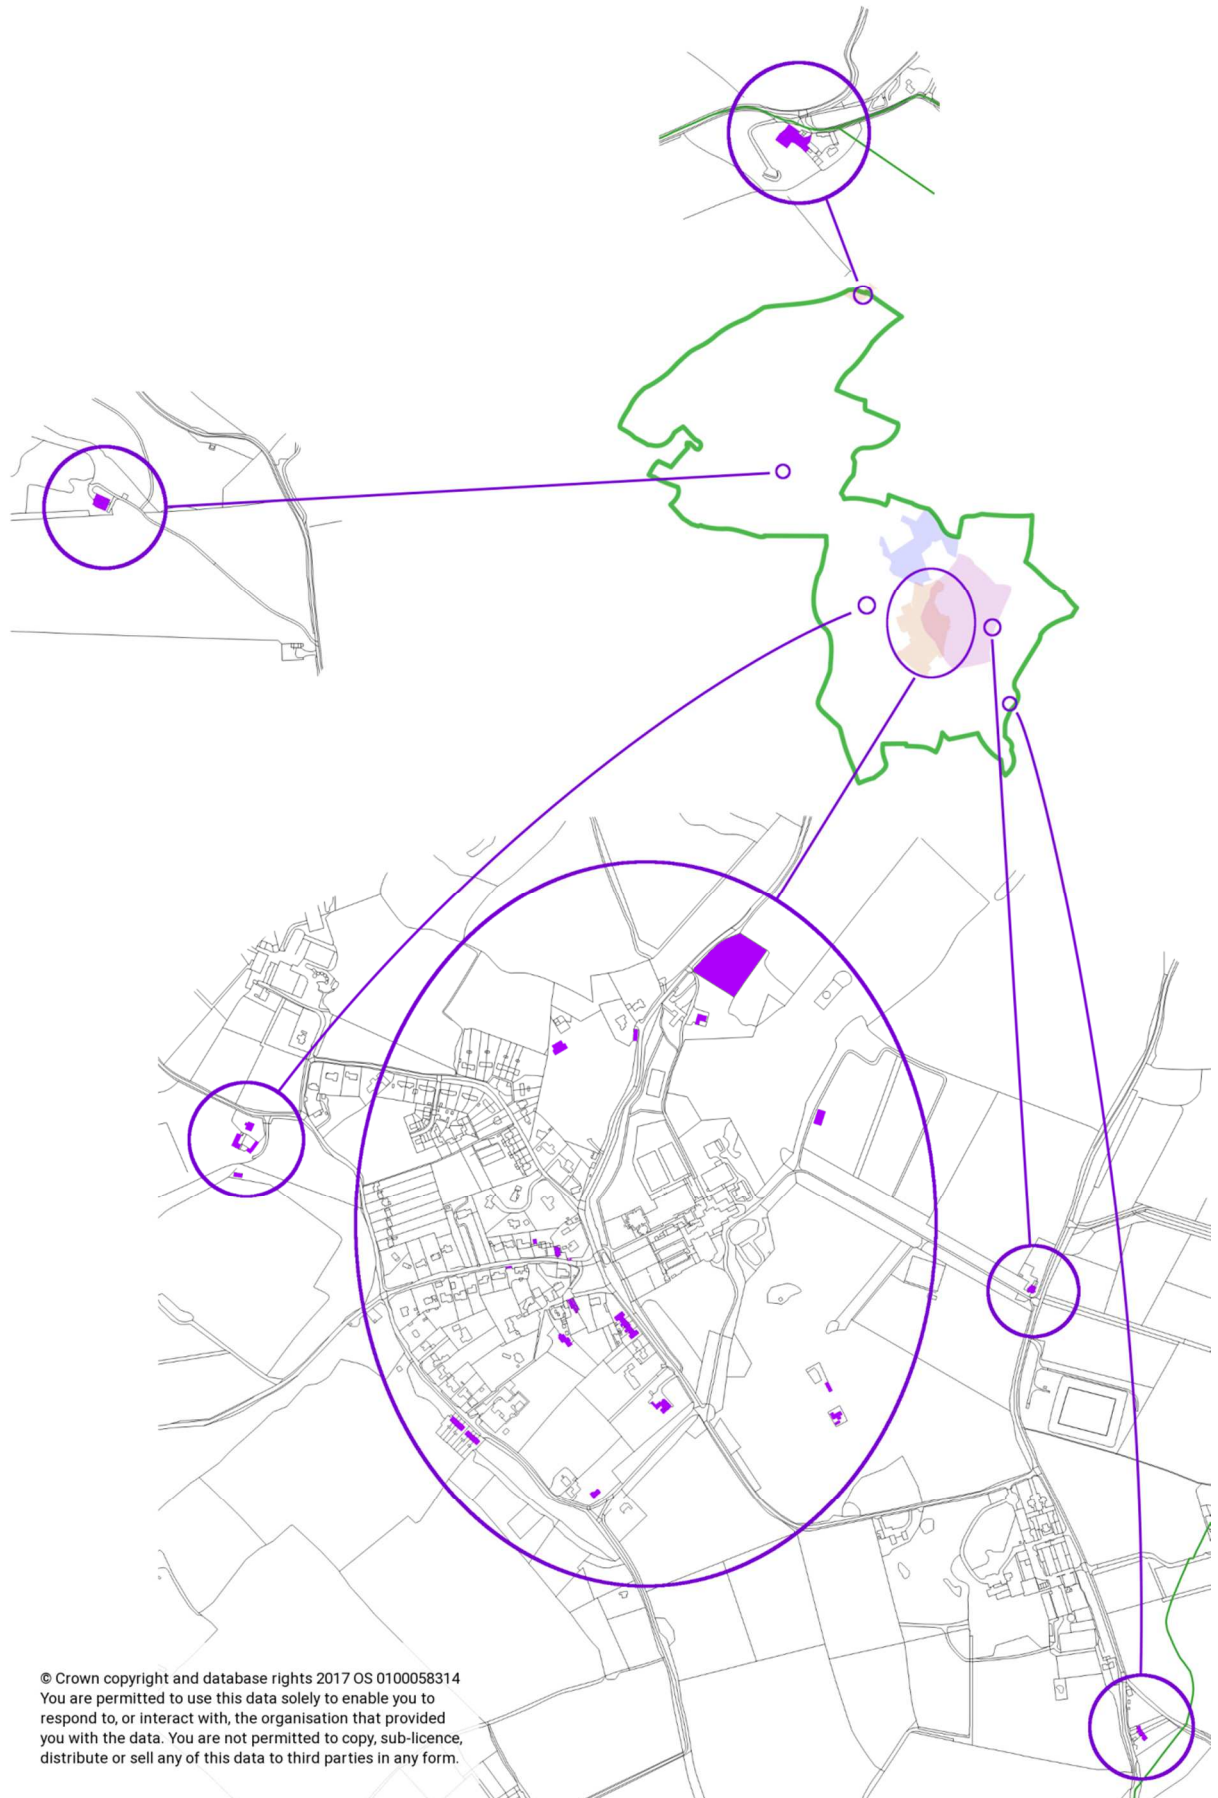 © Crown copyright and database rights 2017 OS 0100058314
You are permitted to use this data solely to enable you to
respond to, or interact with, the organisation that provided
you with the data. You are not permitted to copy, sub-licence,
distribute or sell any of this data to third parties in any form.